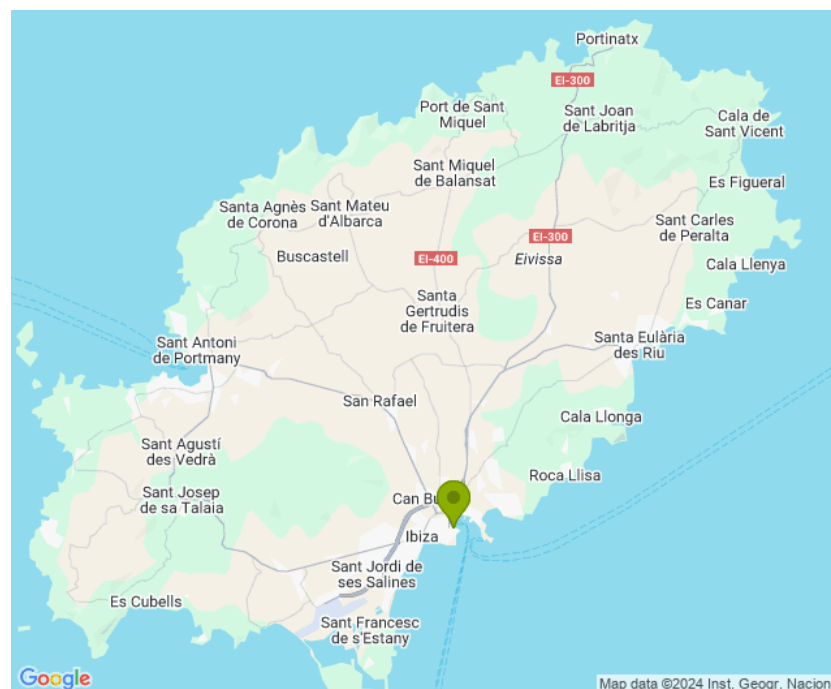 Portinatx
EI-300
Port de Sant
Miquel
Sant Joan
de Labritja
Cala de
Sant Vicent
Sant Miquel
de Balansat
Es Figueral
Santa Agnès
de Corona
Sant Mateu
d'Albarca
Sant Carles
de Peralta
EI-300
Buscastell
EI-400
Eivissa
Cala Llenya
Santa
Gertrudis
de Fruitera
Es Canar
Sant Antoni
de Portmany
Santa Eulària
des Riu
San Rafael
Cala Llonga
Sant Agustí
des Vedrà
Roca Llisa
Sant Josep
de sa Talaia
Can Bu
Ibiza
Sant Jordi de
ses Salines
Es Cubells
Sant Francesc
de s'Estany
Google
Map data ©2024 Inst. Geogr. Nacion